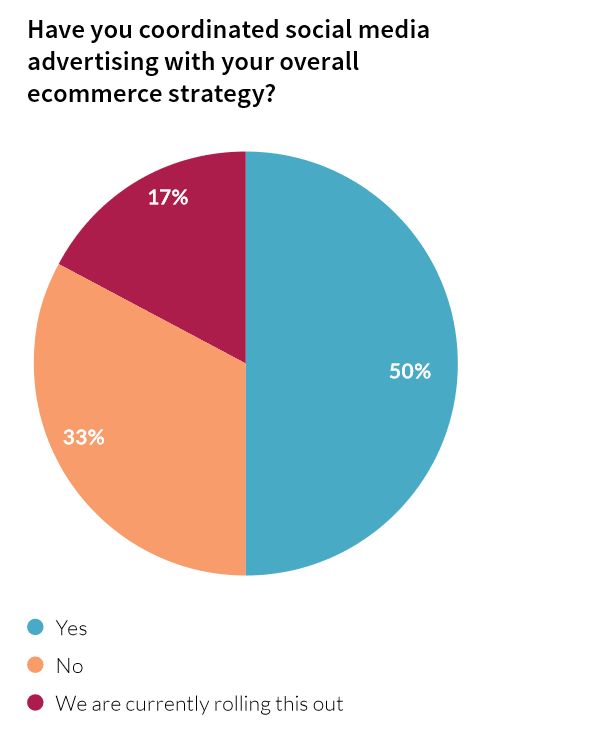 Have you coordinated social media
advertising with your overall
ecommerce strategy?
17%
50%
33%
Yes
No
We are currently rolling this out